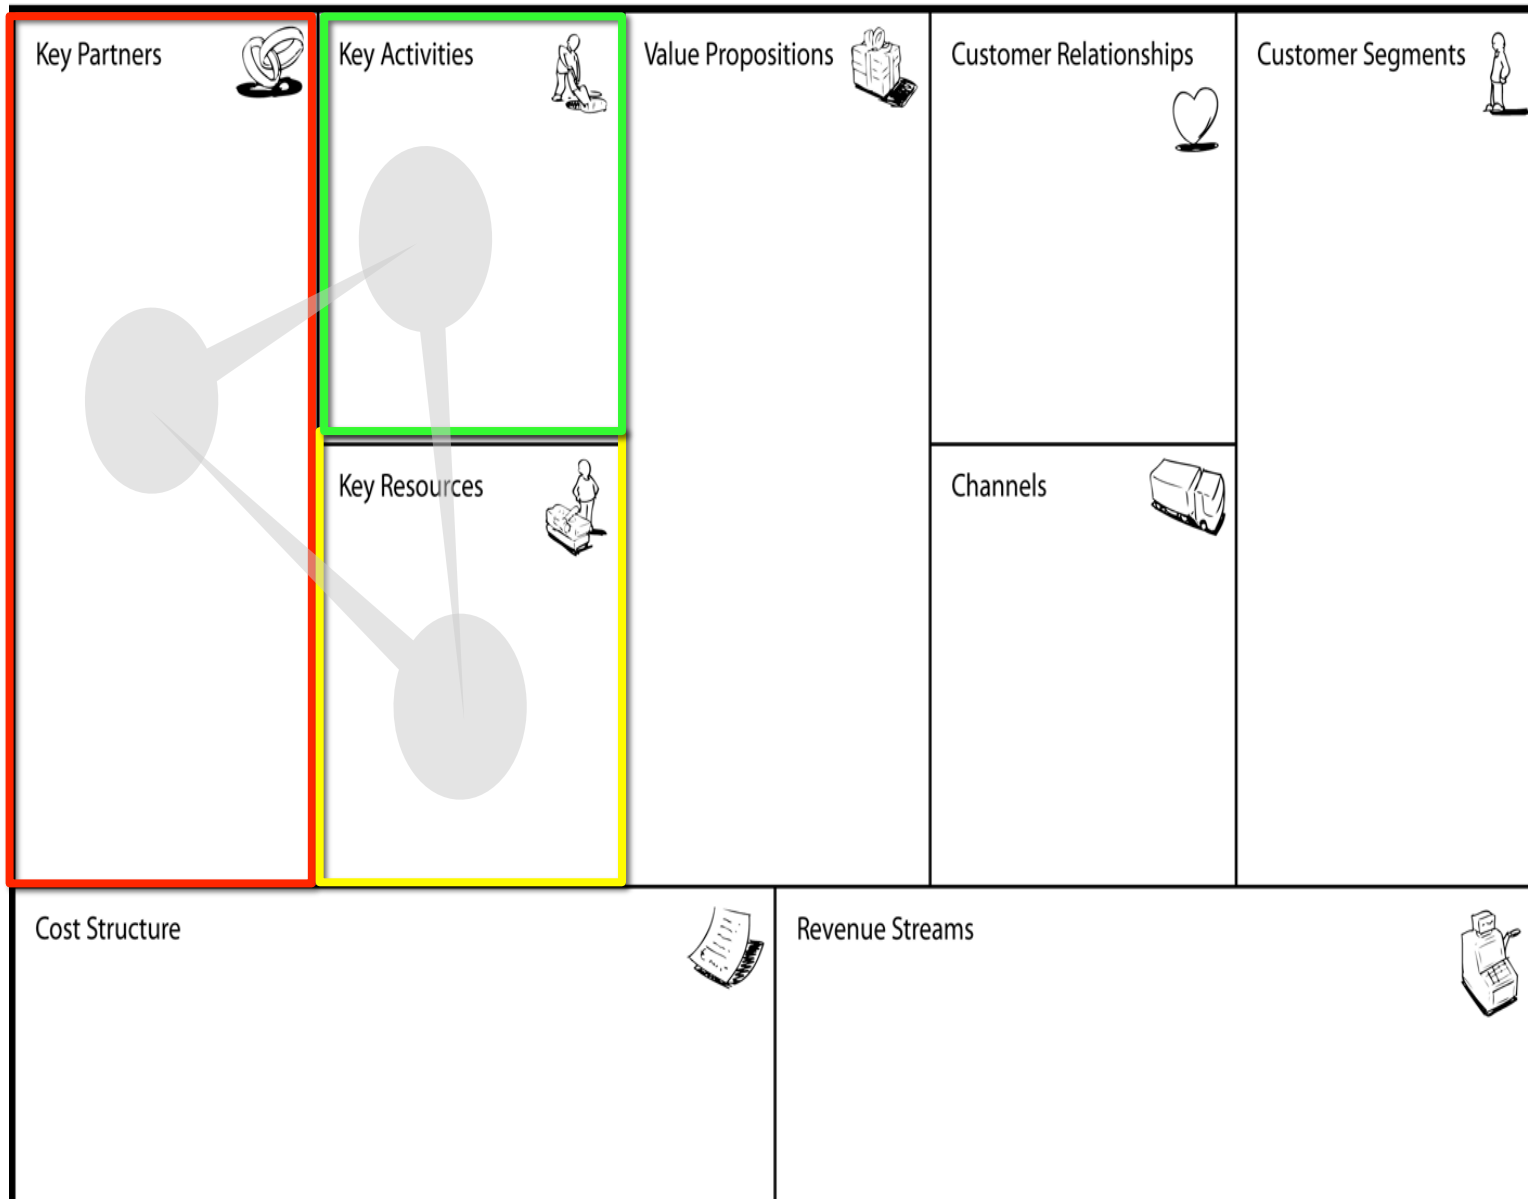 Key Partners
Key Activities
Value Propositions
Customer Relationships
Customer Segments
Key Resources
Channels
Cost Structure
Revenue Streams